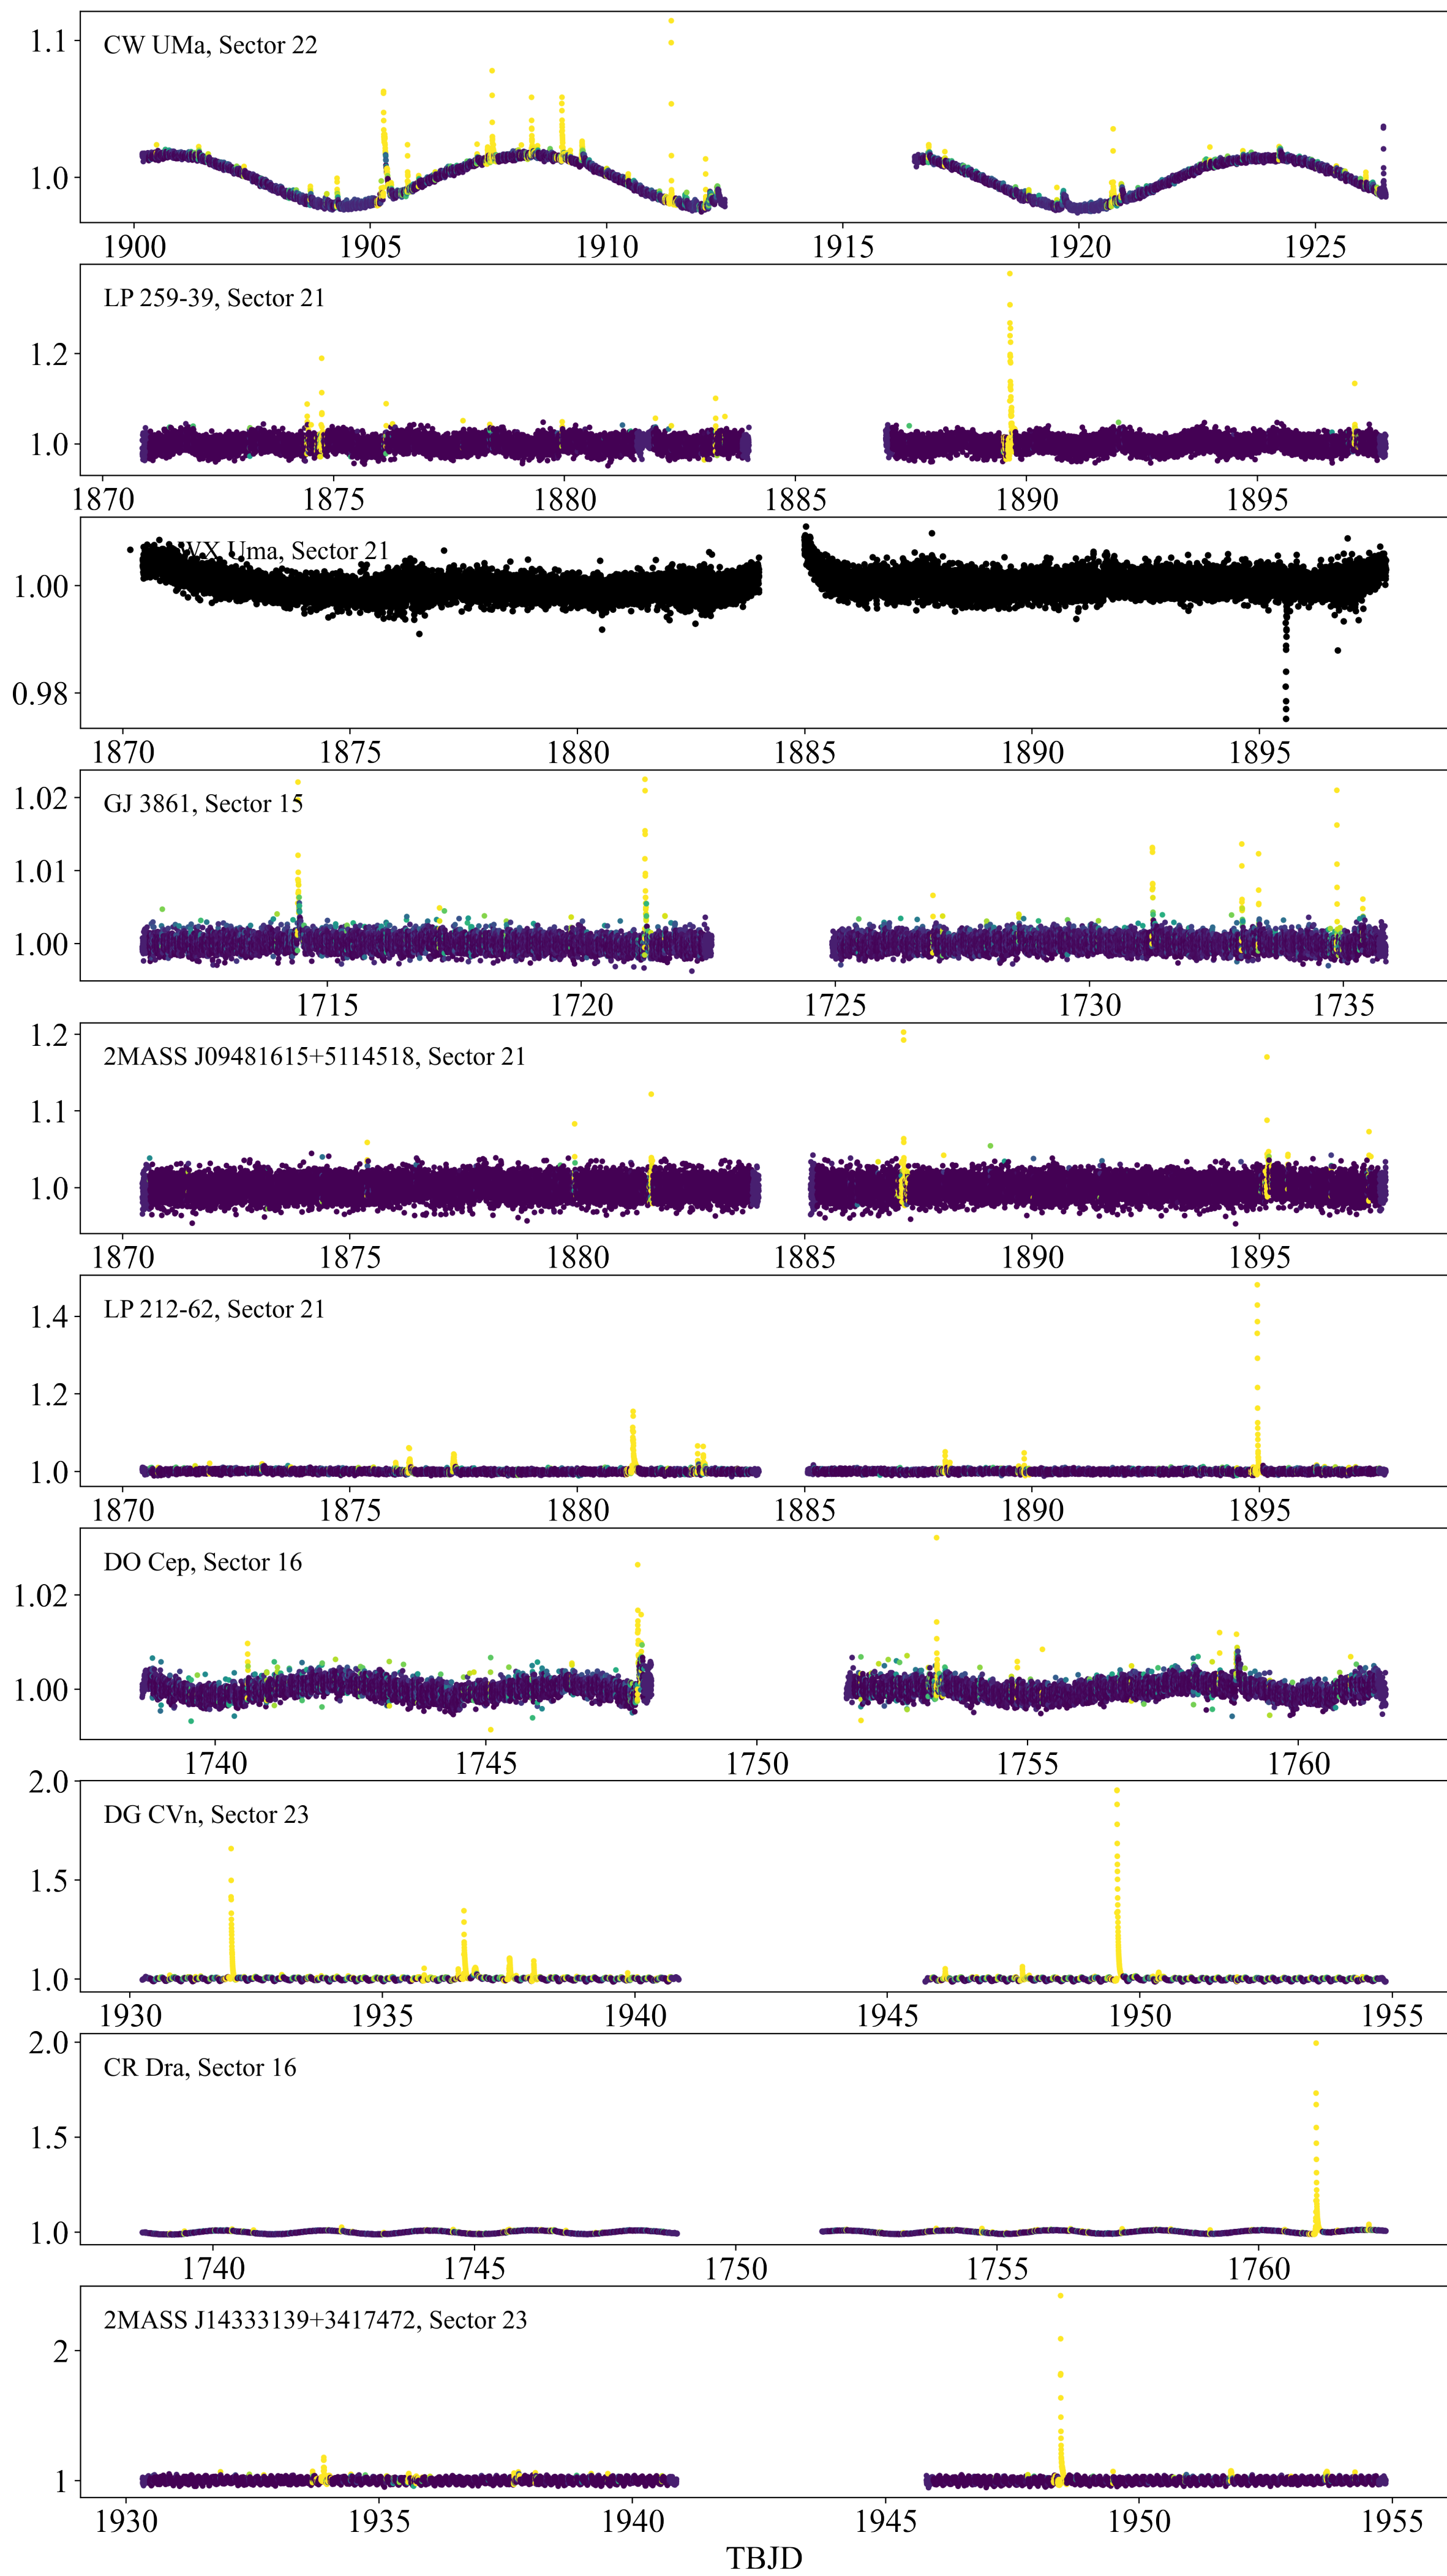 CW UMa, Sector 22
1.1
1.0
1900 1905 1910 1915 1920 1925
LP 259-39, Sector 21
1.2
1.0
1870 1875 1880 1885 1890 1895
WX Uma, Sector 21
1.00
0.98
1870 1875 1880 1885 1890 1895
GJ 3861, Sector 15
1.02
1.01
1.00
1715 1720 1725 1730 1735
2MASS J09481615+5114518, Sector 21
1.2
1.1
1.0
1870 1875 1880 1885 1890 1895
LP 212-62, Sector 21
1.4
1.2
1.0
1870 1875 1880 1885 1890 1895
DO Cep, Sector 16
1.02
1.00
1740 1745 1750 1755 1760
DG CVn, Sector 23
2.0
1.5
1.0
1930 1935 1940 1945 1950 1955
CR Dra, Sector 16
2.0
1.5
1.0
1740 1745 1750 1755 1760
2MASS J14333139+3417472, Sector 23
2
1
1930 1935 1940 1945 1950 1955
TBJD